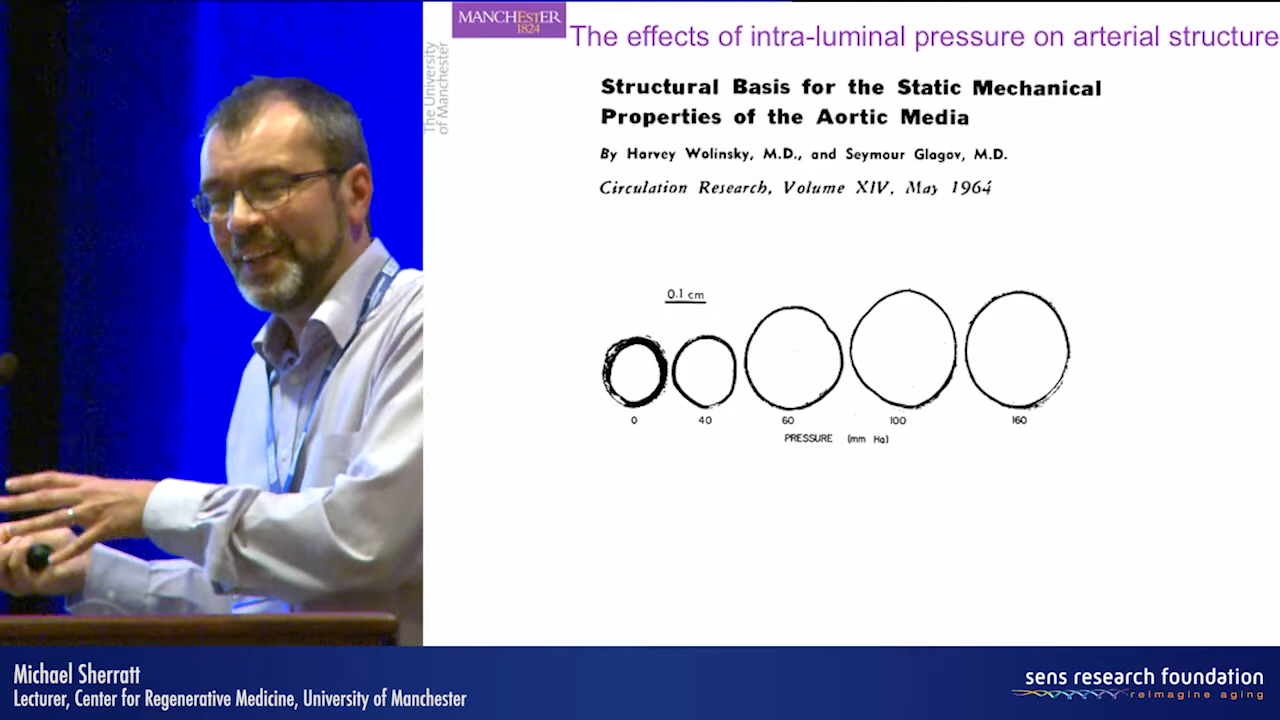 MANCHESTER
1824
The University
of Manchester
The effects of intra-luminal pressure on arterial structure
Structural Basis for the Static Mechanical
Properties of the Aortic Media
By Harvey Wolinsky, M.D., and Seymour Glagov, M.D.
Circulation Research, Volume XIV, May 1964
0.1 cm
0 40 60 100 160
PRESSURE (mm Hg)
Michael Sherratt
Lecturer, Center for Regenerative Medicine, University of Manchester
sens research foundation
reimagine aging